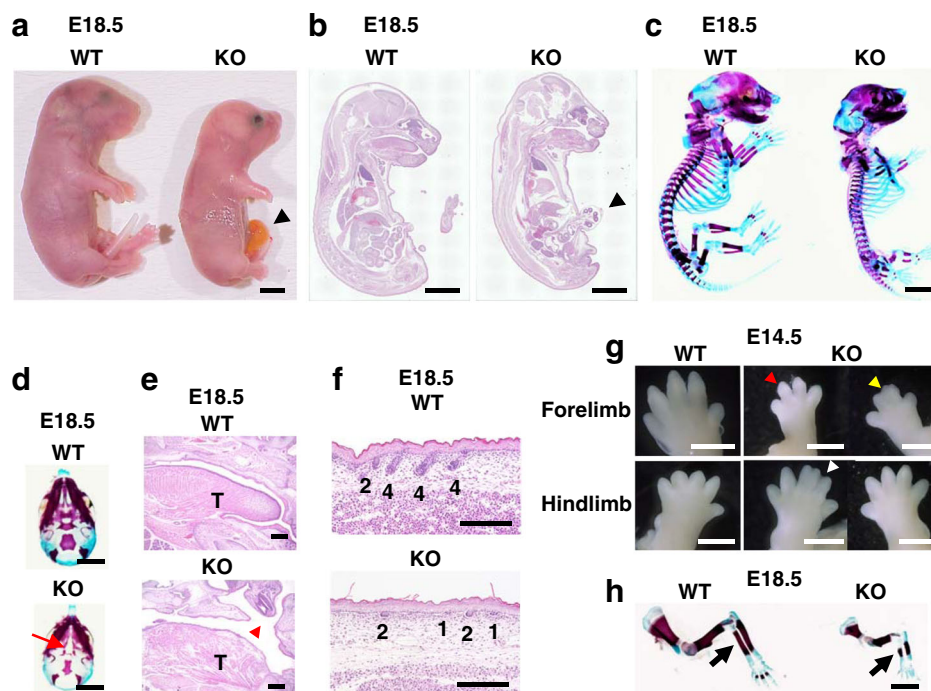 a E18.5
WT KO
b E18.5
WT KO
c E18.5
WT KO
d
E18.5
WT
KO
e E18.5
WT
T
KO
T
f E18.5
WT
2 4 4 4
KO
2 1 2 1
g E14.5
WT KO
Forelimb
Hindlimb
h E18.5
WT KO